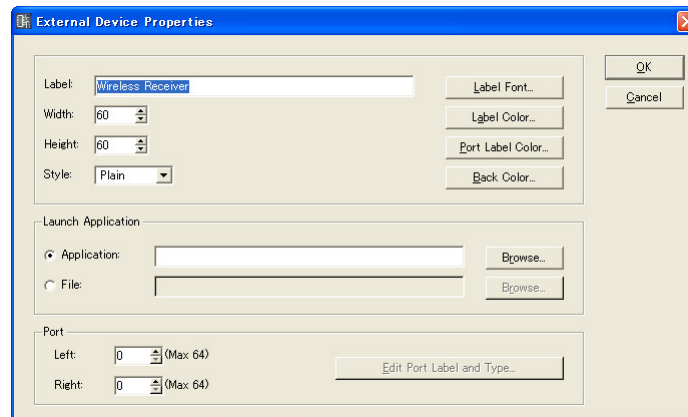 External Device Properties
Label: Wireless Receiver Label Font...
Width: 60 Label Color...
Height: 60 Port Label Color...
Style: Plain Back Color...
OK
Cancel
Launch Application
Application: Browse...
File: Browse...
Port
Left: 0 (Max 64) Edit Port Label and Type...
Right: 0 (Max 64)